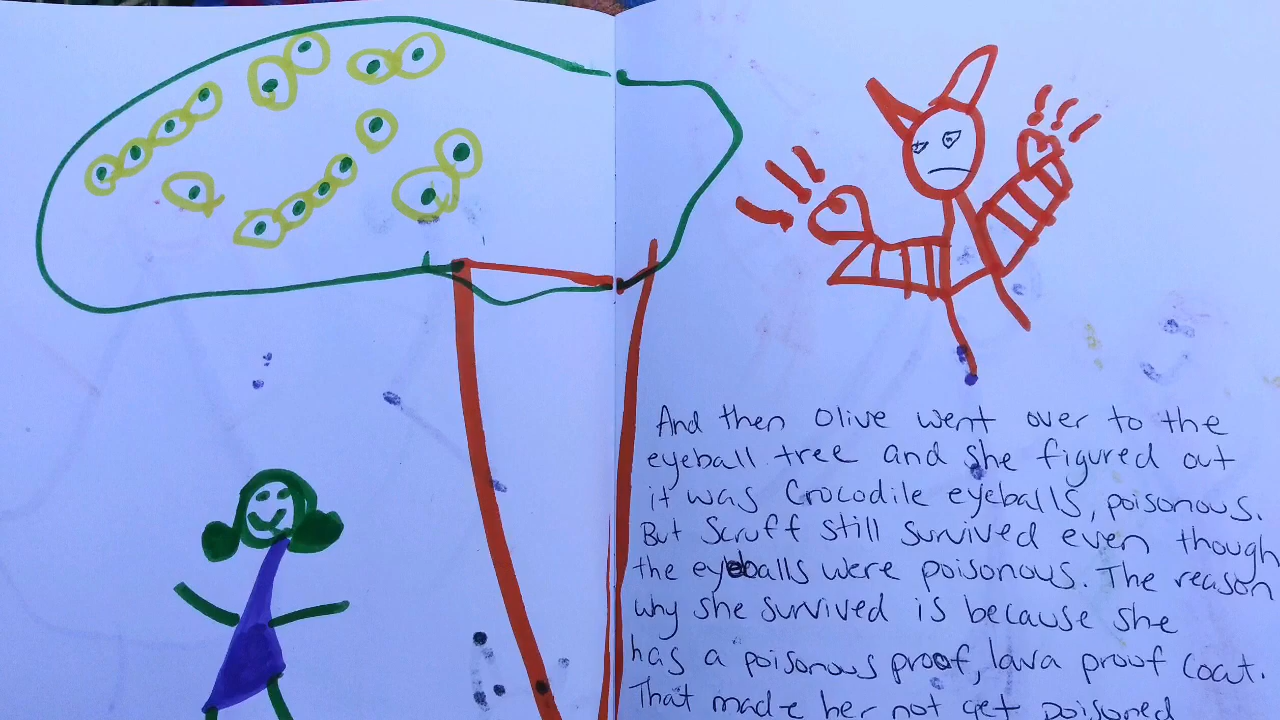 And then Olive went over to the
eyeball tree and she figured out
it was Crocodile eyeballs, poisonous.
But Scruff still survived even though
the eyeballs were poisonous. The reason
why she survived is because she
has a poisonous proof, lava proof coat.
That made her not get poisoned